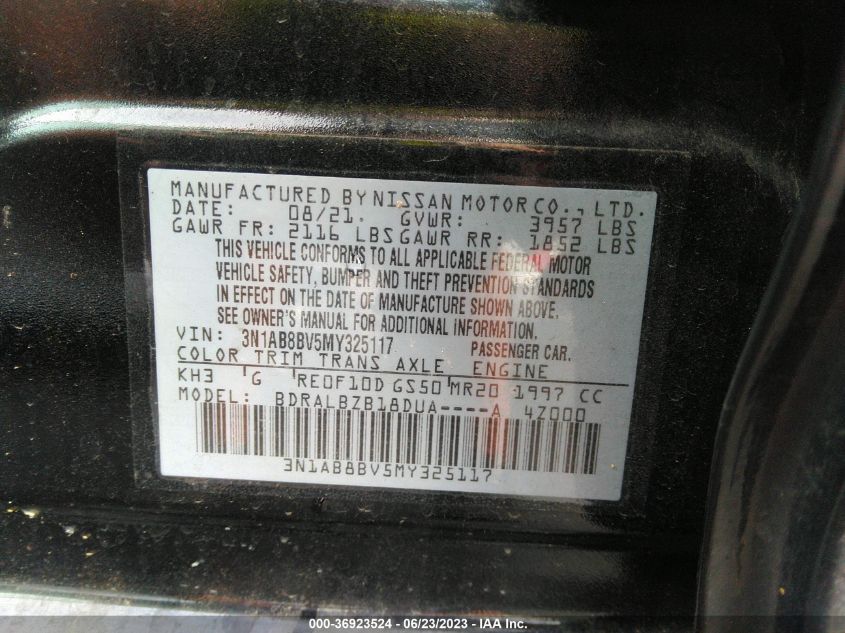 MANUFACTURED BY NISSAN MOTOR CO., LTD.
DATE: 08/21. GVWR: 3957 LBS
GAWR FR: 2116 LBS GAWR RR: 1852 LBS
THIS VEHICLE CONFORMS TO ALL APPLICABLE FEDERAL MOTOR
VEHICLE SAFETY, BUMPER AND THEFT PREVENTION STANDARDS
IN EFFECT ON THE DATE OF MANUFACTURE SHOWN ABOVE.
SEE OWNER'S MANUAL FOR ADDITIONAL INFORMATION.
VIN: 3N1AB8BV5MY325117 PASSENGER CAR.
COLOR TRIM TRANS AXLE ENGINE
KH3 G RE0F10D GS50 MR20 1997 CC
MODEL: BDRALBZB18DUA----A 4Z000
3N1AB8BV5MY325117
000-36923524 | 06/23/2023 - © IAA, Inc.